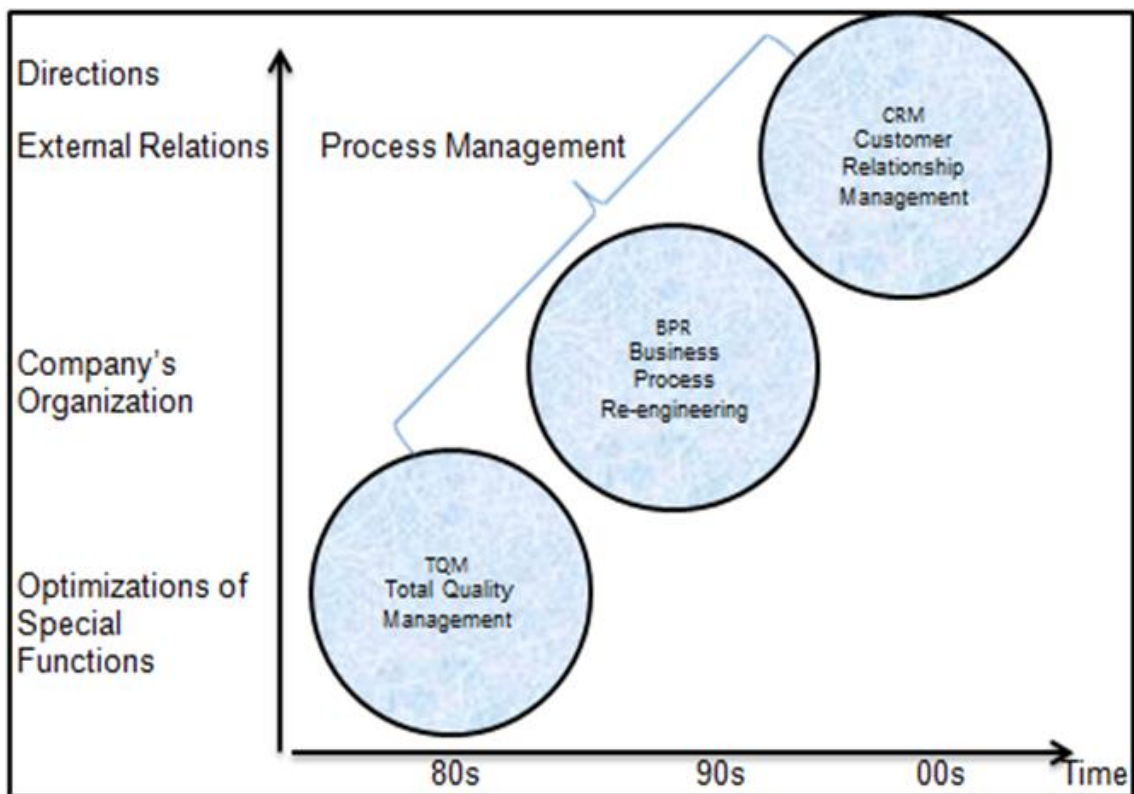 Directions
External Relations
Process Management
CRM
Customer
Relationship
Management
Company's
Organization
BPR
Business
Process
Re-engineering
Optimizations of
Special
Functions
TQM
Total Quality
Management
80s
90s
00s
Time